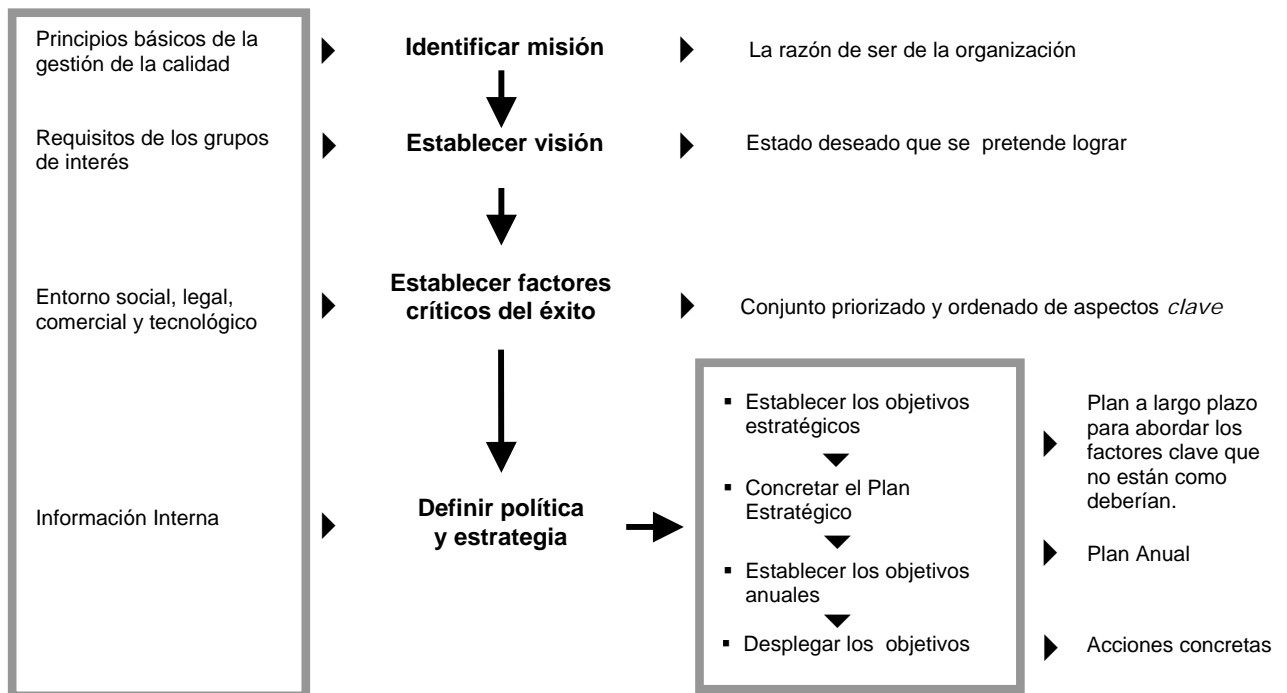 Principios básicos de la
gestión de la calidad
Identificar misión
La razón de ser de la organización
Requisitos de los grupos
de interés
Establecer visión
Estado deseado que se pretende lograr
Entorno social, legal,
comercial y tecnológico
Establecer factores
críticos del éxito
Conjunto priorizado y ordenado de aspectos clave
Información Interna
Definir política
y estrategia
▪ Establecer los objetivos
estratégicos
▪ Concretar el Plan
Estratégico
▪ Establecer los objetivos
anuales
▪ Desplegar los objetivos
Plan a largo plazo
para abordar los
factores clave que
no están como
deberían.
Plan Anual
Acciones concretas